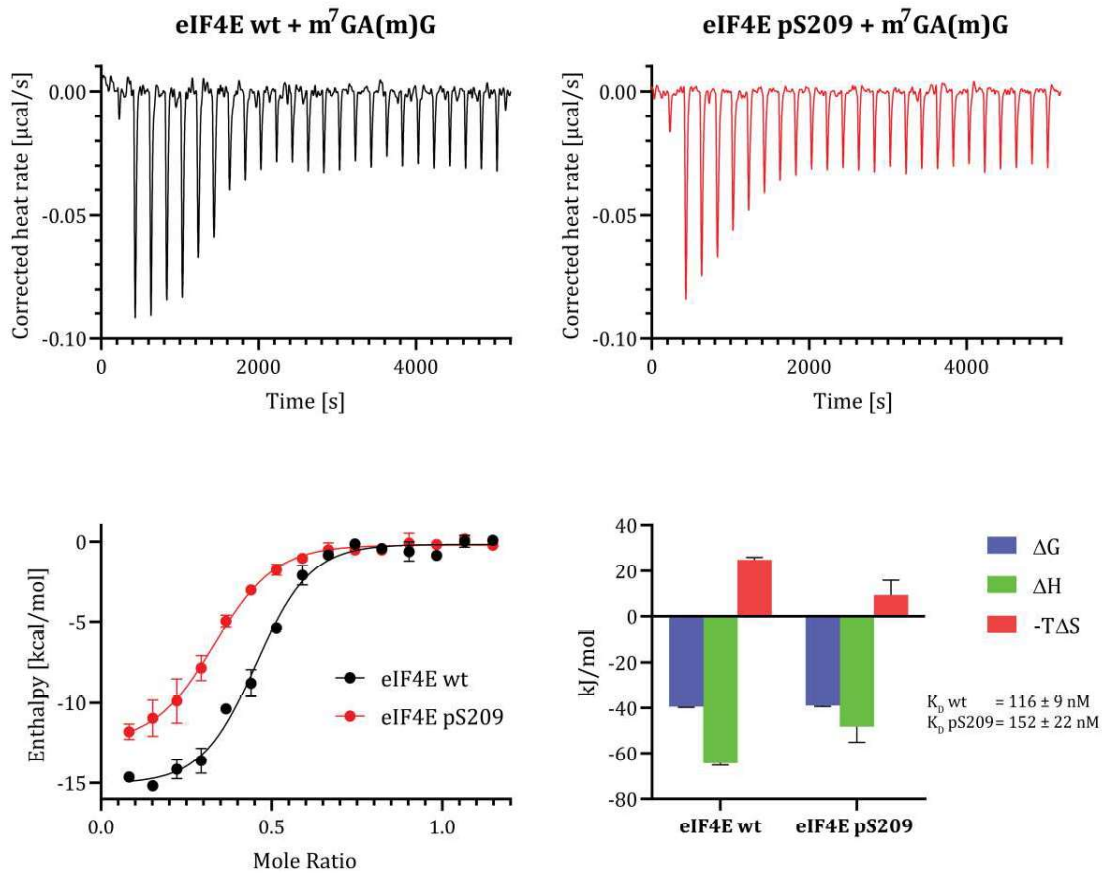 eIF4E wt + m⁷GA(m)G
Corrected heat rate [µcal/s]
0.00
-0.05
-0.10
0
2000
4000
Time [s]
eIF4E pS209 + m⁷GA(m)G
Corrected heat rate [µcal/s]
0.00
-0.05
-0.10
0
2000
4000
Time [s]
Enthalpy [kcal/mol]
0
-5
-10
-15
0.0
0.5
1.0
Mole Ratio
eIF4E wt
eIF4E pS209
kJ/mol
40
20
0
-20
-40
-60
-80
eIF4E wt
eIF4E pS209
ΔG
ΔH
-TΔS
K_D wt = 116 ± 9 nM
K_D pS209 = 152 ± 22 nM